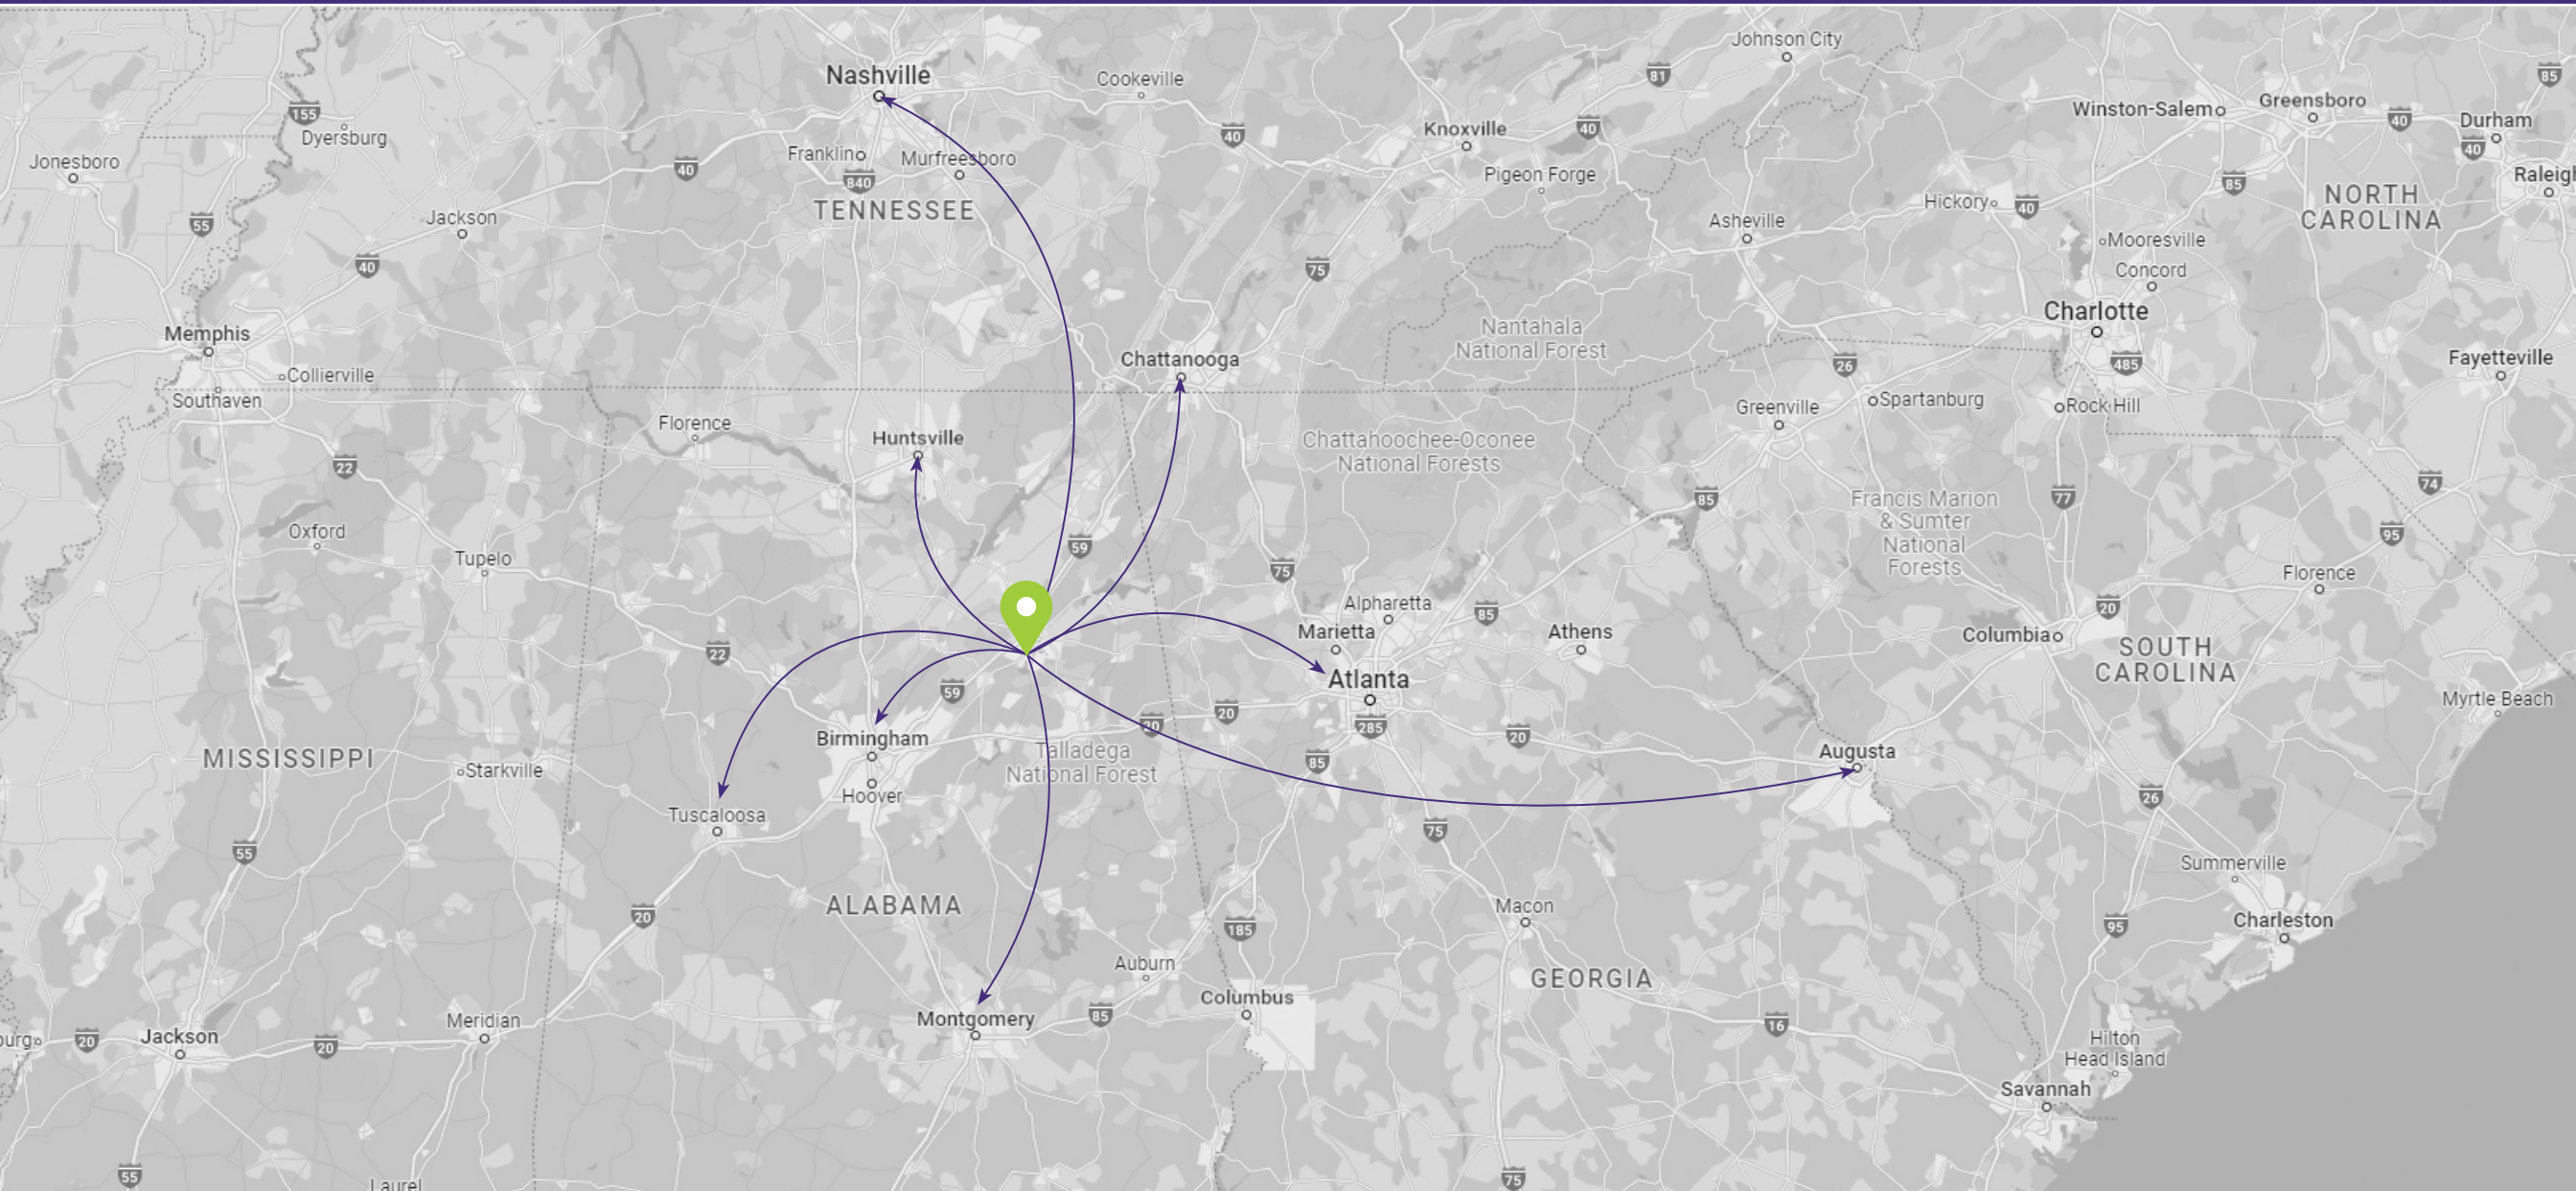 Johnson City
Nashville
Cookeville
81
85
Winston-Salem
Greensboro
155
Dyersburg
40
Knoxville
40
40
Durham
40
Jonesboro
Franklin
Murfreesboro
40
840
Pigeon Forge
85
Raleigh
NORTH
CAROLINA
TENNESSEE
Jackson
55
Hickory
40
Asheville
Mooresville
40
75
Concord
Charlotte
Memphis
Nantahala
National Forest
Chattanooga
26
485
Fayetteville
Collierville
Southaven
Spartanburg
Rock Hill
Greenville
Florence
Huntsville
Chattahoochee-Oconee
National Forests
22
85
77
74
Francis Marion
& Sumter
National
Forests
Oxford
Tupelo
59
95
75
Florence
Alpharetta
85
20
Marietta
Athens
Columbia
SOUTH
CAROLINA
22
59
Atlanta
Myrtle Beach
20
20
285
20
Birmingham
Talladega
National Forest
MISSISSIPPI
Starkville
85
Augusta
Hoover
26
Tuscaloosa
75
55
Summerville
ALABAMA
20
Macon
185
95
Charleston
Auburn
GEORGIA
Columbus
Montgomery
85
16
Meridian
Jackson
urg
20
20
Hilton
Head Island
Savannah
55
75
Laurel